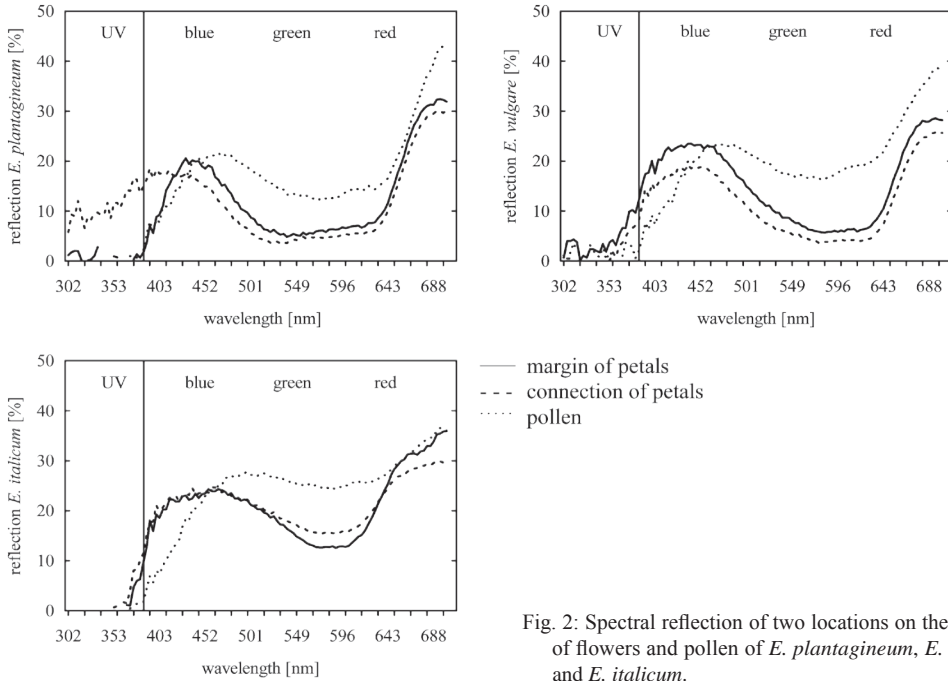 reflection E. plantagineum [%]
50
40
30
20
10
0
UV blue green red
302 353 403 452 501 549 596 643 688
wavelength [nm]
reflection E. vulgare [%]
50
40
30
20
10
0
UV blue green red
302 353 403 452 501 549 596 643 688
wavelength [nm]
reflection E. italicum [%]
50
40
30
20
10
0
UV blue green red
302 353 403 452 501 549 596 643 688
wavelength [nm]
margin of petals
connection of petals
pollen
Fig. 2: Spectral reflection of two locations on the
of flowers and pollen of E. plantagineum, E.
and E. italicum.